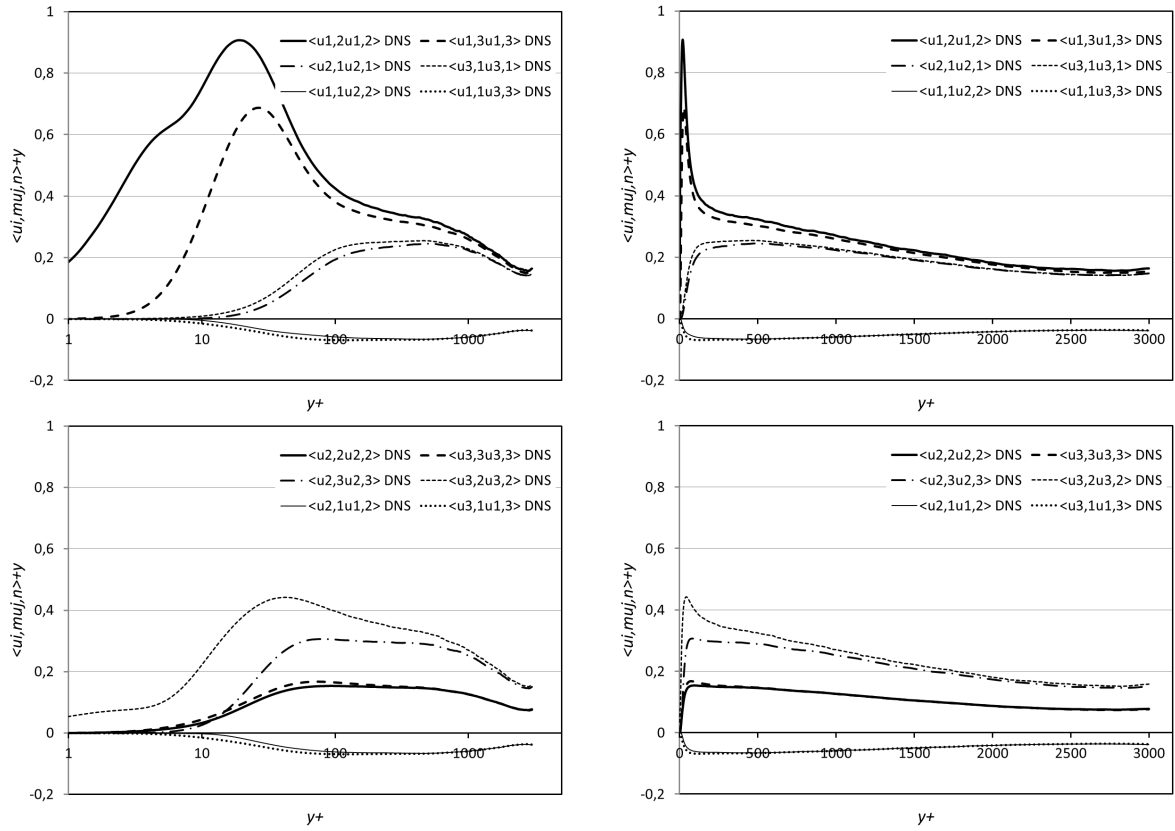 <ui,muj,n>+y
1
0,8
0,6
0,4
0,2
0
-0,2
<u1,2u1,2> DNS <u1,3u1,3> DNS
<u2,1u2,1> DNS <u3,1u3,1> DNS
<u1,1u2,2> DNS <u1,1u3,3> DNS
1 10 100 1000
y+
<ui,muj,n>+y
1
0,8
0,6
0,4
0,2
0
-0,2
<u1,2u1,2> DNS <u1,3u1,3> DNS
<u2,1u2,1> DNS <u3,1u3,1> DNS
<u1,1u2,2> DNS <u1,1u3,3> DNS
0 500 1000 1500 2000 2500 3000
y+
<ui,muj,n>+y
1
0,8
0,6
0,4
0,2
0
-0,2
<u2,2u2,2> DNS <u3,3u3,3> DNS
<u2,3u2,3> DNS <u3,2u3,2> DNS
<u2,1u1,2> DNS <u3,1u1,3> DNS
1 10 100 1000
y+
<ui,muj,n>+y
1
0,8
0,6
0,4
0,2
0
-0,2
<u2,2u2,2> DNS <u3,3u3,3> DNS
<u2,3u2,3> DNS <u3,2u3,2> DNS
<u2,1u1,2> DNS <u3,1u1,3> DNS
0 500 1000 1500 2000 2500 3000
y+